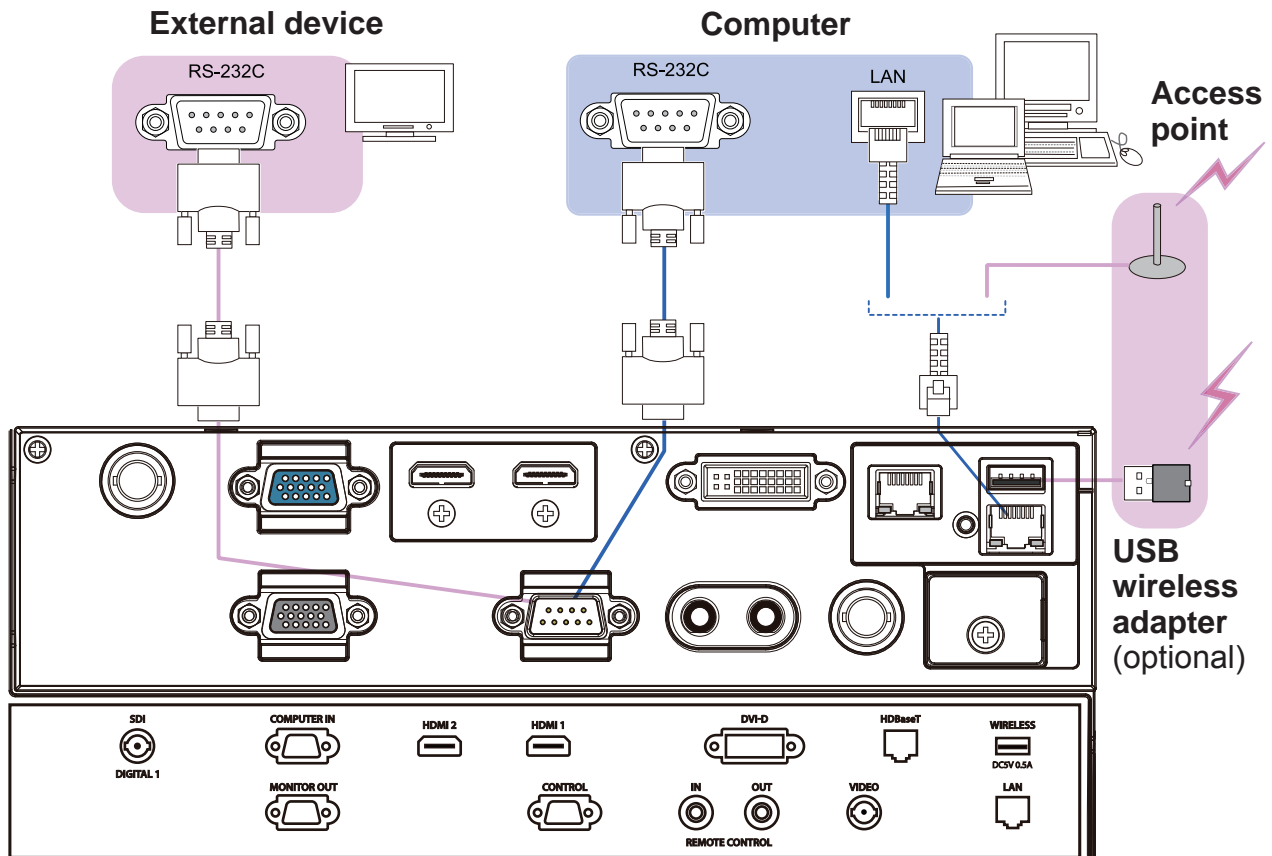 External device
Computer
RS-232C
RS-232C
LAN
Access
point
USB
wireless
adapter
(optional)
SDI
DIGITAL 1
COMPUTER IN
HDMI 2
HDMI 1
DVI-D
HDBaseT
WIRELESS
DC5V 0.5A
MONITOR OUT
CONTROL
IN
OUT
REMOTE CONTROL
VIDEO
LAN